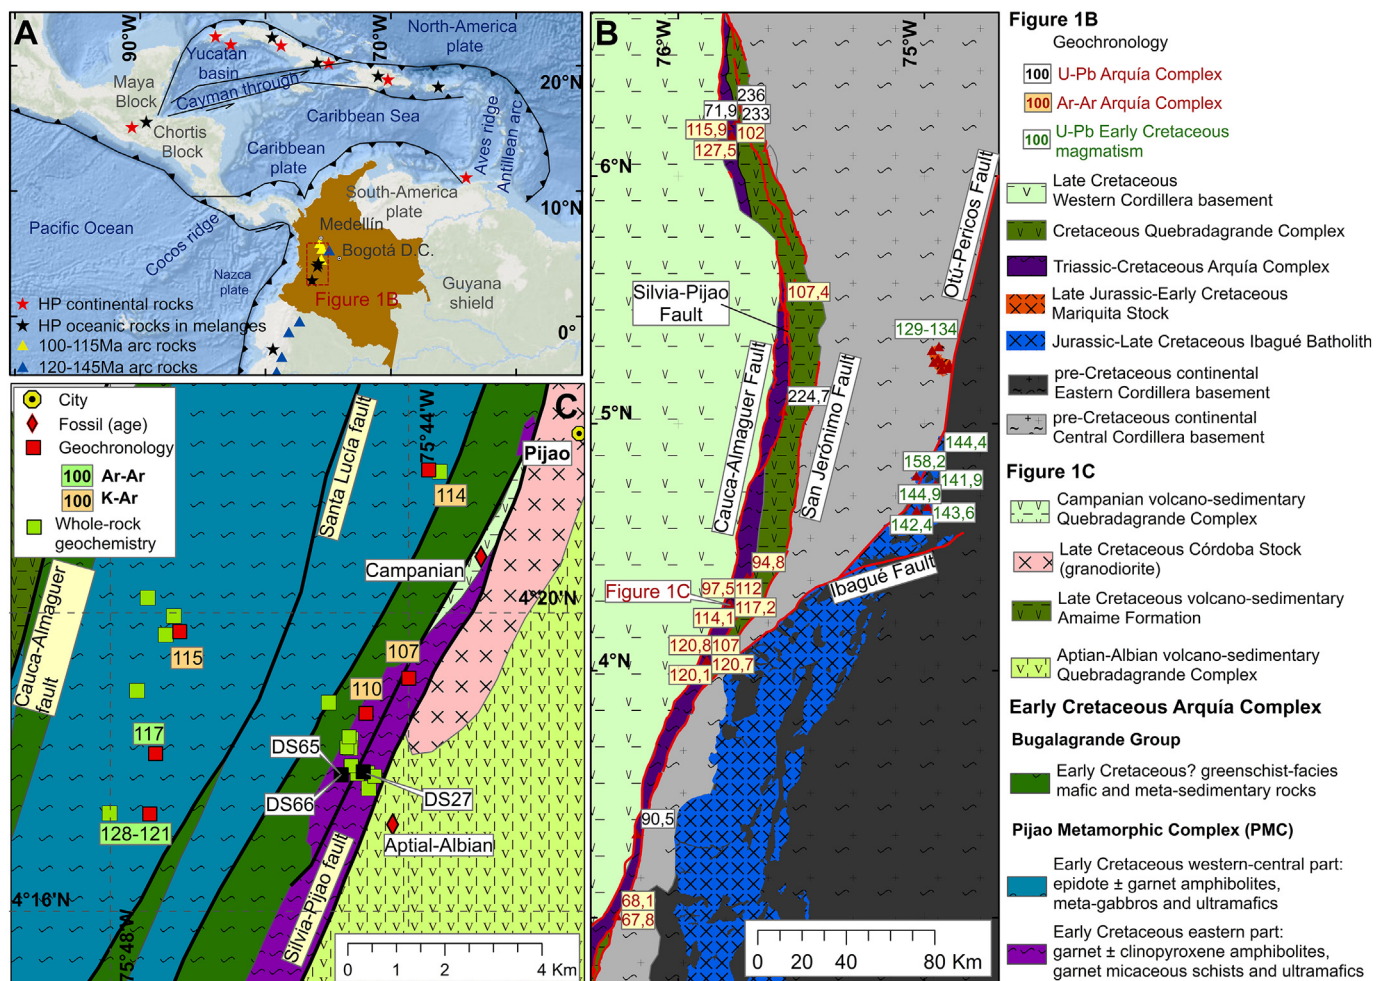 A
90°W
70°W
North-America
plate
Yucatan
basin
20°N
Maya
Block
Cayman through
Chortis
Block
Caribbean Sea
Aves ridge
Antillean arc
Caribbean
plate
South-America
plate
10°N
Medellín
Pacific Ocean
Cocos ridge
Bogotá D.C.
Nazca
plate
Guyana
shield
Figure 1B
HP continental rocks
HP oceanic rocks in melanges
100-115Ma arc rocks
120-145Ma arc rocks
0°
B
76°W
75°W
236
71,9
233
115,9
102
127,5
6°N
Otú-Pericos Fault
Silvia-Pijao
Fault
107,4
129-134
Cauca-Almaguer Fault
San Jerónimo Fault
224,7
5°N
144,4
158,2
141,9
144,9
143,6
142,4
94,8
Ibagué Fault
Figure 1C
97,5
112
117,2
114,1
120,8
107
120,7
4°N
120,1
90,5
68,1
67,8
0 20 40 80 Km
C
City
Fossil (age)
Geochronology
100 Ar-Ar
100 K-Ar
Whole-rock
geochemistry
Santa Lucía fault
75°44'W
Pijao
114
Campanian
4°20'N
Cauca-Almaguer
fault
115
107
110
117
DS65
DS66
DS27
128-121
Aptial-Albian
Silvia-Pijao fault
4°16'N
75°48'W
0 1 2 4 Km
Figure 1B
Geochronology
100 U-Pb Arquía Complex
100 Ar-Ar Arquía Complex
100 U-Pb Early Cretaceous
magmatism
Late Cretaceous
Western Cordillera basement
Cretaceous Quebradagrande Complex
Triassic-Cretaceous Arquía Complex
Late Jurassic-Early Cretaceous
Mariquita Stock
Jurassic-Late Cretaceous Ibagué Batholith
pre-Cretaceous continental
Eastern Cordillera basement
pre-Cretaceous continental
Central Cordillera basement
Figure 1C
Campanian volcano-sedimentary
Quebradagrande Complex
Late Cretaceous Córdoba Stock
(granodiorite)
Late Cretaceous volcano-sedimentary
Amaime Formation
Aptian-Albian volcano-sedimentary
Quebradagrande Complex
Early Cretaceous Arquía Complex
Bugalagrande Group
Early Cretaceous? greenschist-facies
mafic and meta-sedimentary rocks
Pijao Metamorphic Complex (PMC)
Early Cretaceous western-central part:
epidote ± garnet amphibolites,
meta-gabbros and ultramafics
Early Cretaceous eastern part:
garnet ± clinopyroxene amphibolites,
garnet micaceous schists and ultramafics